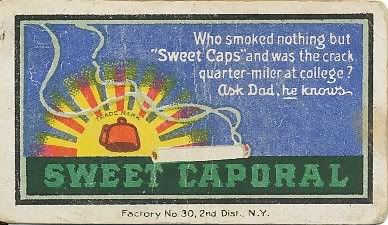 Who smoked nothing but
"Sweet Caps" and was the crack
quarter-miler at college?
Ask Dad, he knows
TRADE MARK
SWEET CAPORAL
Factory No. 30, 2nd Dist., N.Y.